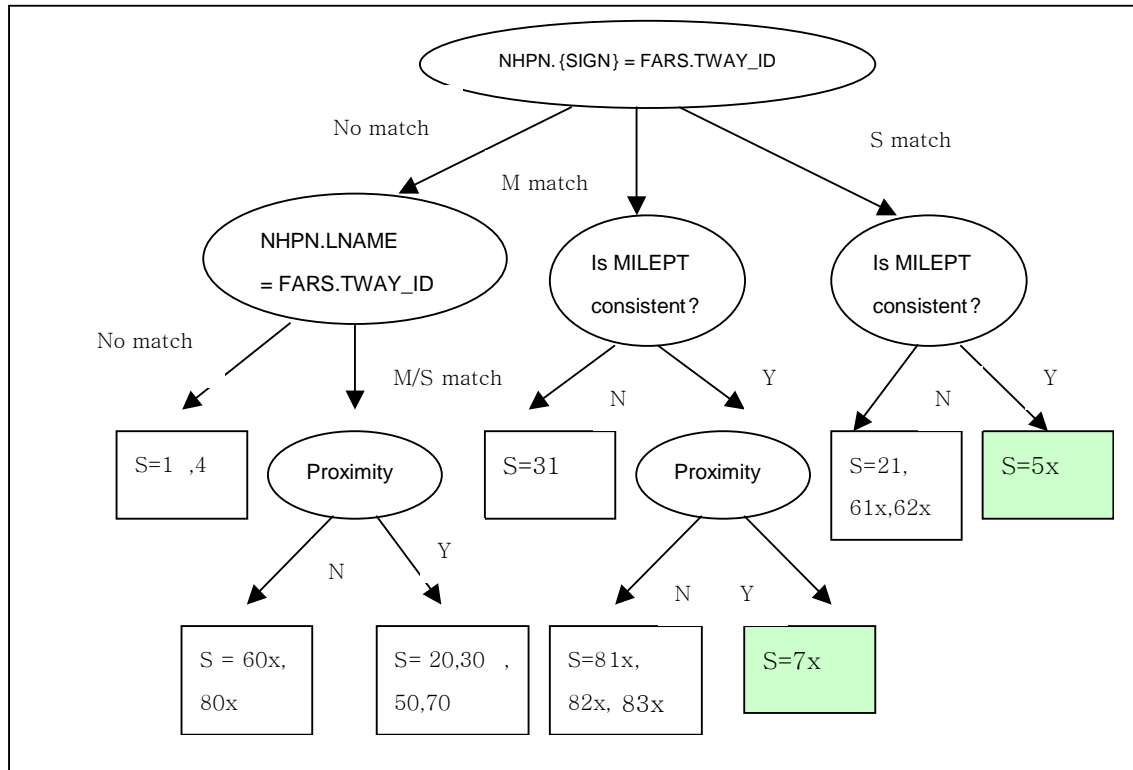 NHPN.{SIGN} = FARS.TWAY_ID
No match
S match
M match
NHPN.LNAME
= FARS.TWAY_ID
Is MILEPT
consistent?
Is MILEPT
consistent?
No match
M/S match
N
Y
N
Y
S=1 ,4
Proximity
S=31
Proximity
S=21,
61x,62x
S=5x
N
Y
N
Y
S = 60x,
80x
S= 20,30 ,
50,70
S=81x,
82x, 83x
S=7x